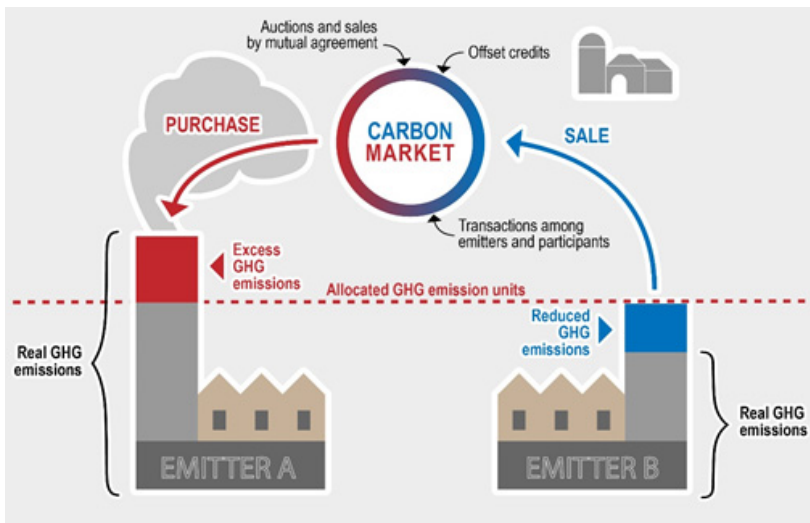 Auctions and sales
by mutual agreement
Offset credits
PURCHASE
CARBON
MARKET
SALE
Transactions among
emitters and participants
Excess
GHG
emissions
Allocated GHG emission units
Reduced
GHG
emissions
Real GHG
emissions
Real GHG
emissions
EMITTER A
EMITTER B